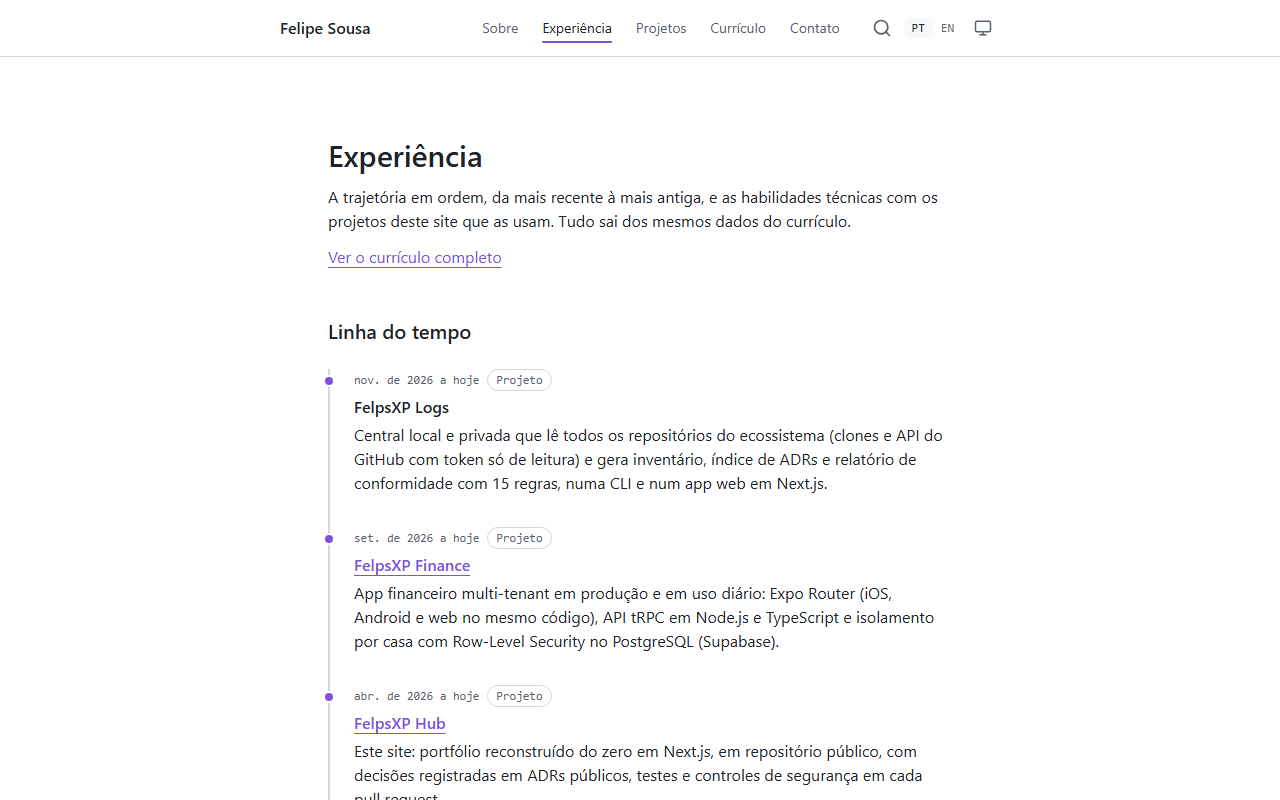 Felipe Sousa
Sobre
Experiência
Projetos
Currículo
Contato
PT
EN
Experiência
A trajetória em ordem, da mais recente à mais antiga, e as habilidades técnicas com os
projetos deste site que as usam. Tudo sai dos mesmos dados do currículo.
Ver o currículo completo
Linha do tempo
nov. de 2026 a hoje Projeto
FelpsXP Logs
Central local e privada que lê todos os repositórios do ecossistema (clones e API do
GitHub com token só de leitura) e gera inventário, índice de ADRs e relatório de
conformidade com 15 regras, numa CLI e num app web em Next.js.
set. de 2026 a hoje Projeto
FelpsXP Finance
App financeiro multi-tenant em produção e em uso diário: Expo Router (iOS,
Android e web no mesmo código), API tRPC em Node.js e TypeScript e isolamento
por casa com Row-Level Security no PostgreSQL (Supabase).
abr. de 2026 a hoje Projeto
FelpsXP Hub
Este site: portfólio reconstruído do zero em Next.js, em repositório público, com
decisões registradas em ADRs públicos, testes e controles de segurança em cada
pull request.